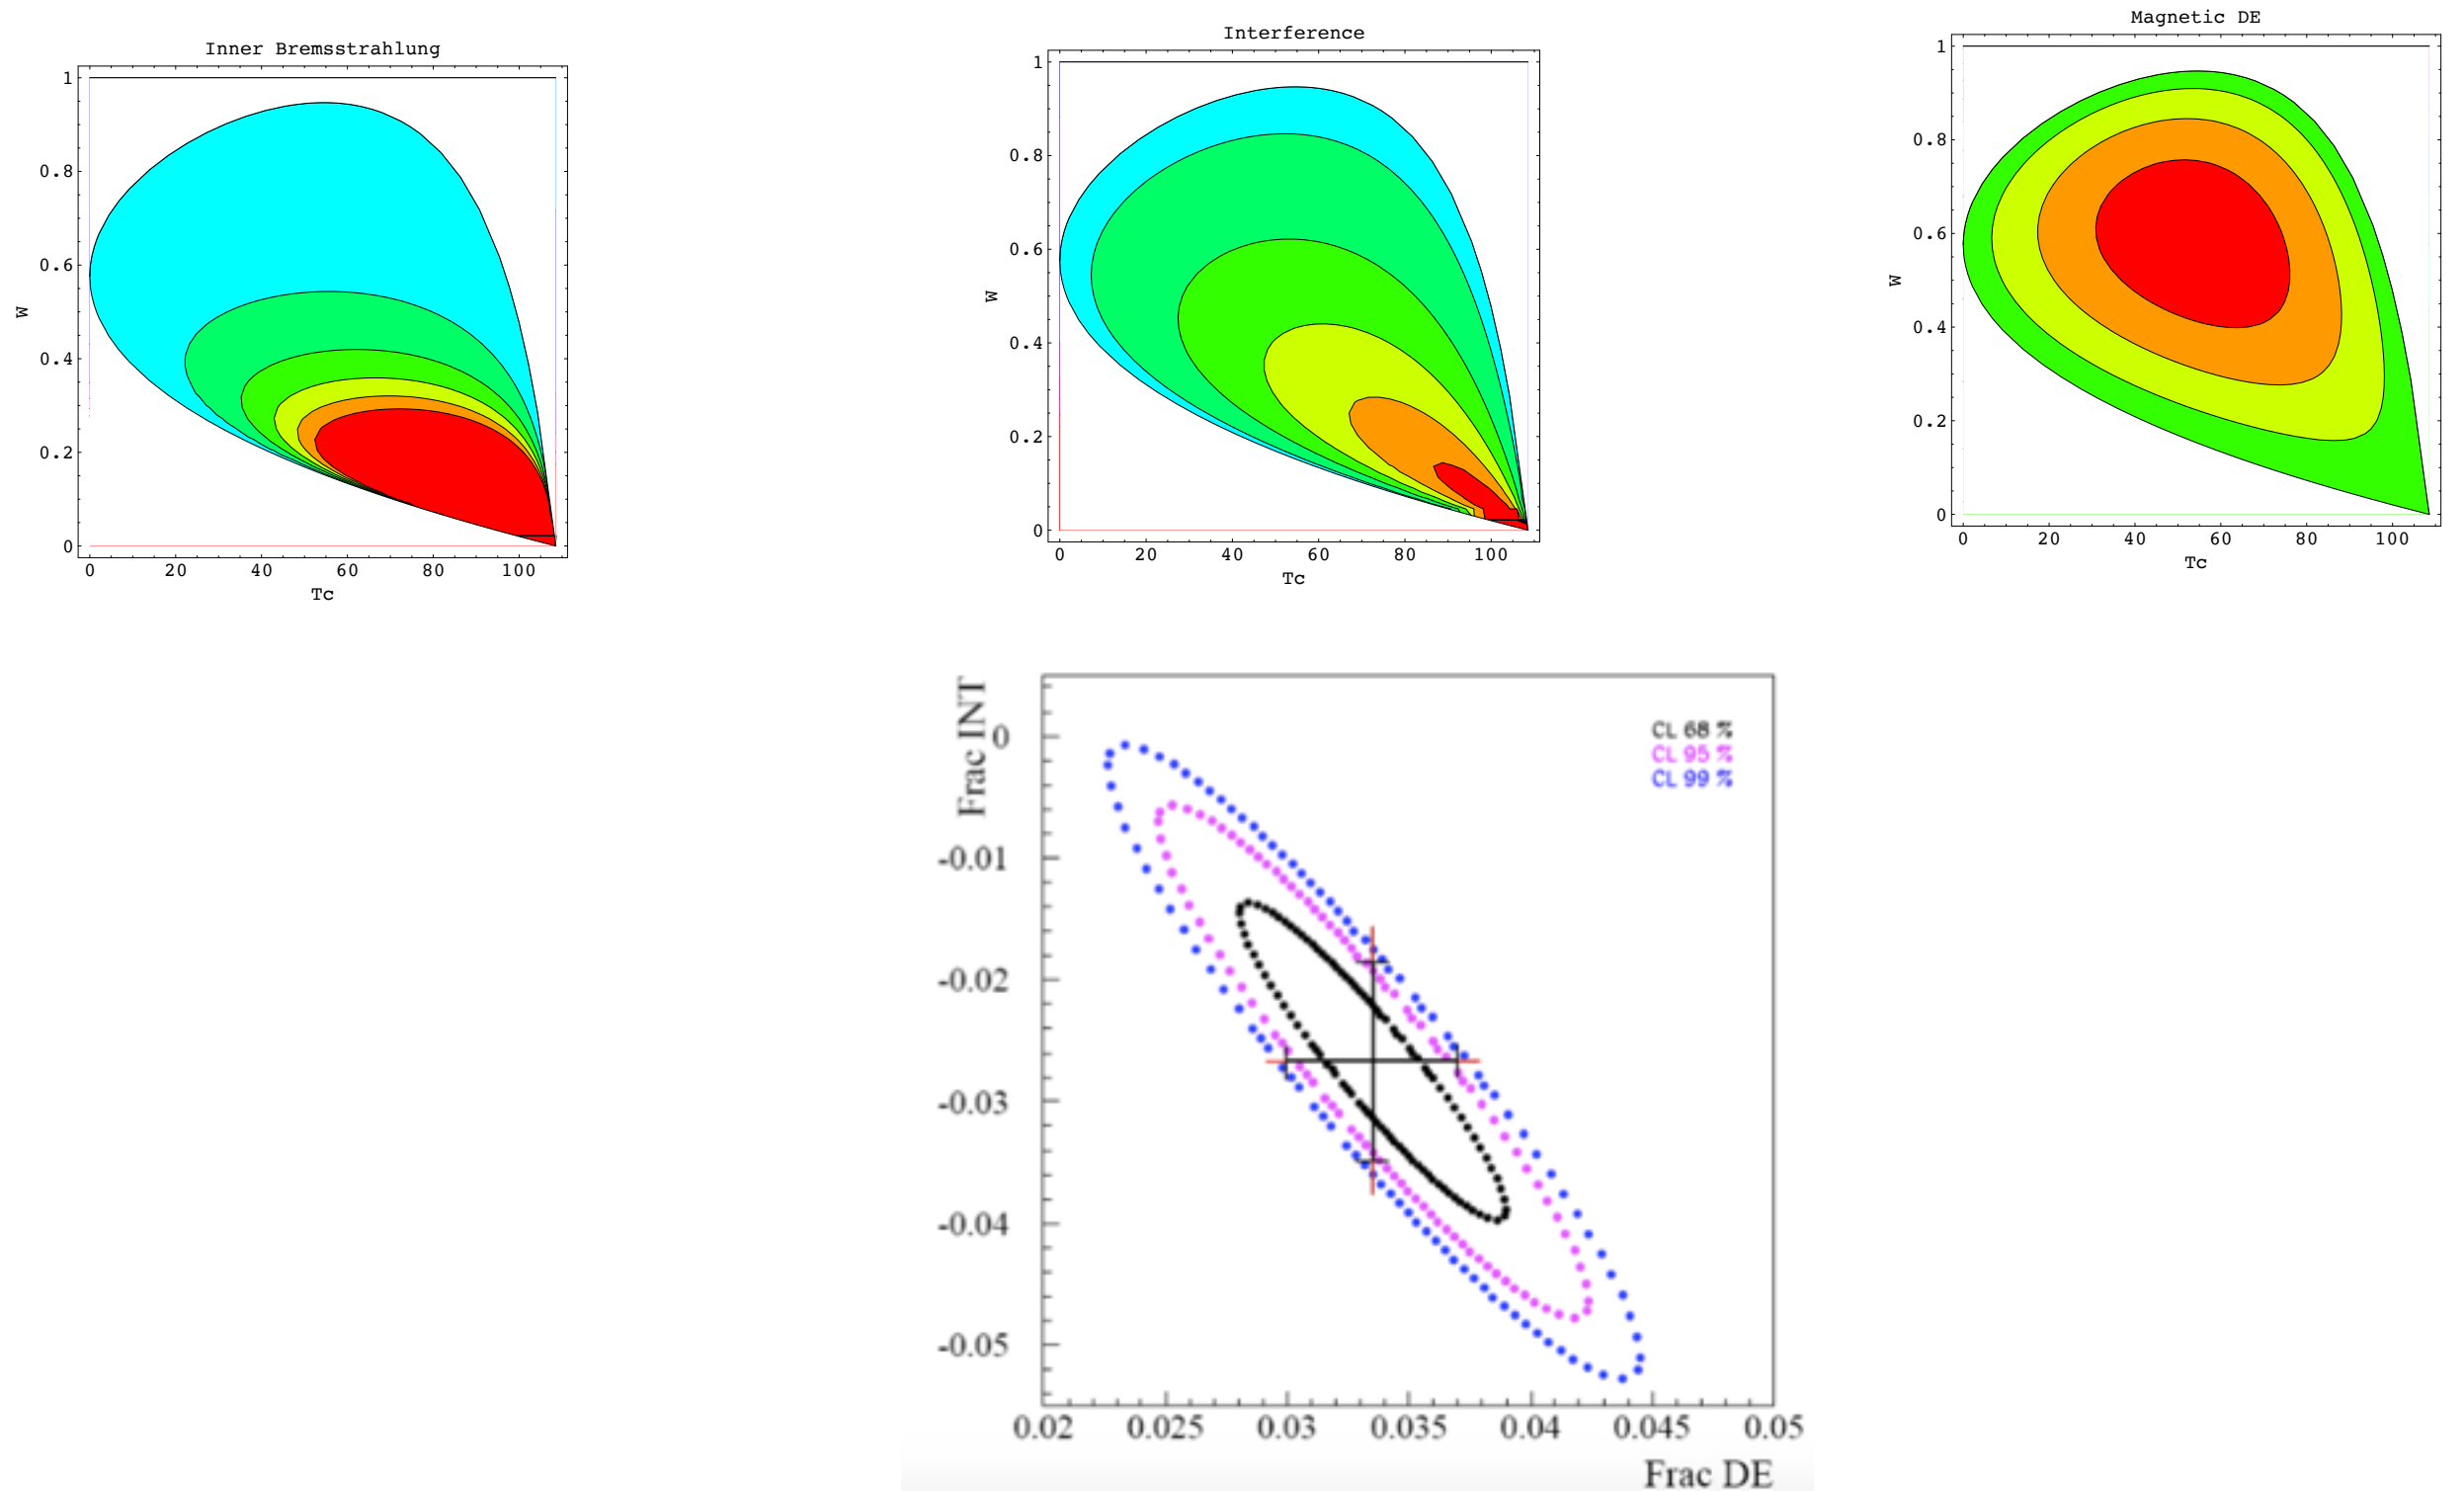 Inner Bremsstrahlung
1
0.8
0.6
0.4
0.2
0
W
0 20 40 60 80 100
Tc
Interference
1
0.8
0.6
0.4
0.2
0
W
0 20 40 60 80 100
Tc
Magnetic DE
1
0.8
0.6
0.4
0.2
0
W
0 20 40 60 80 100
Tc
Frac INT
CL 68 %
CL 95 %
CL 99 %
0
-0.01
-0.02
-0.03
-0.04
-0.05
0.02 0.025 0.03 0.035 0.04 0.045 0.05
Frac DE